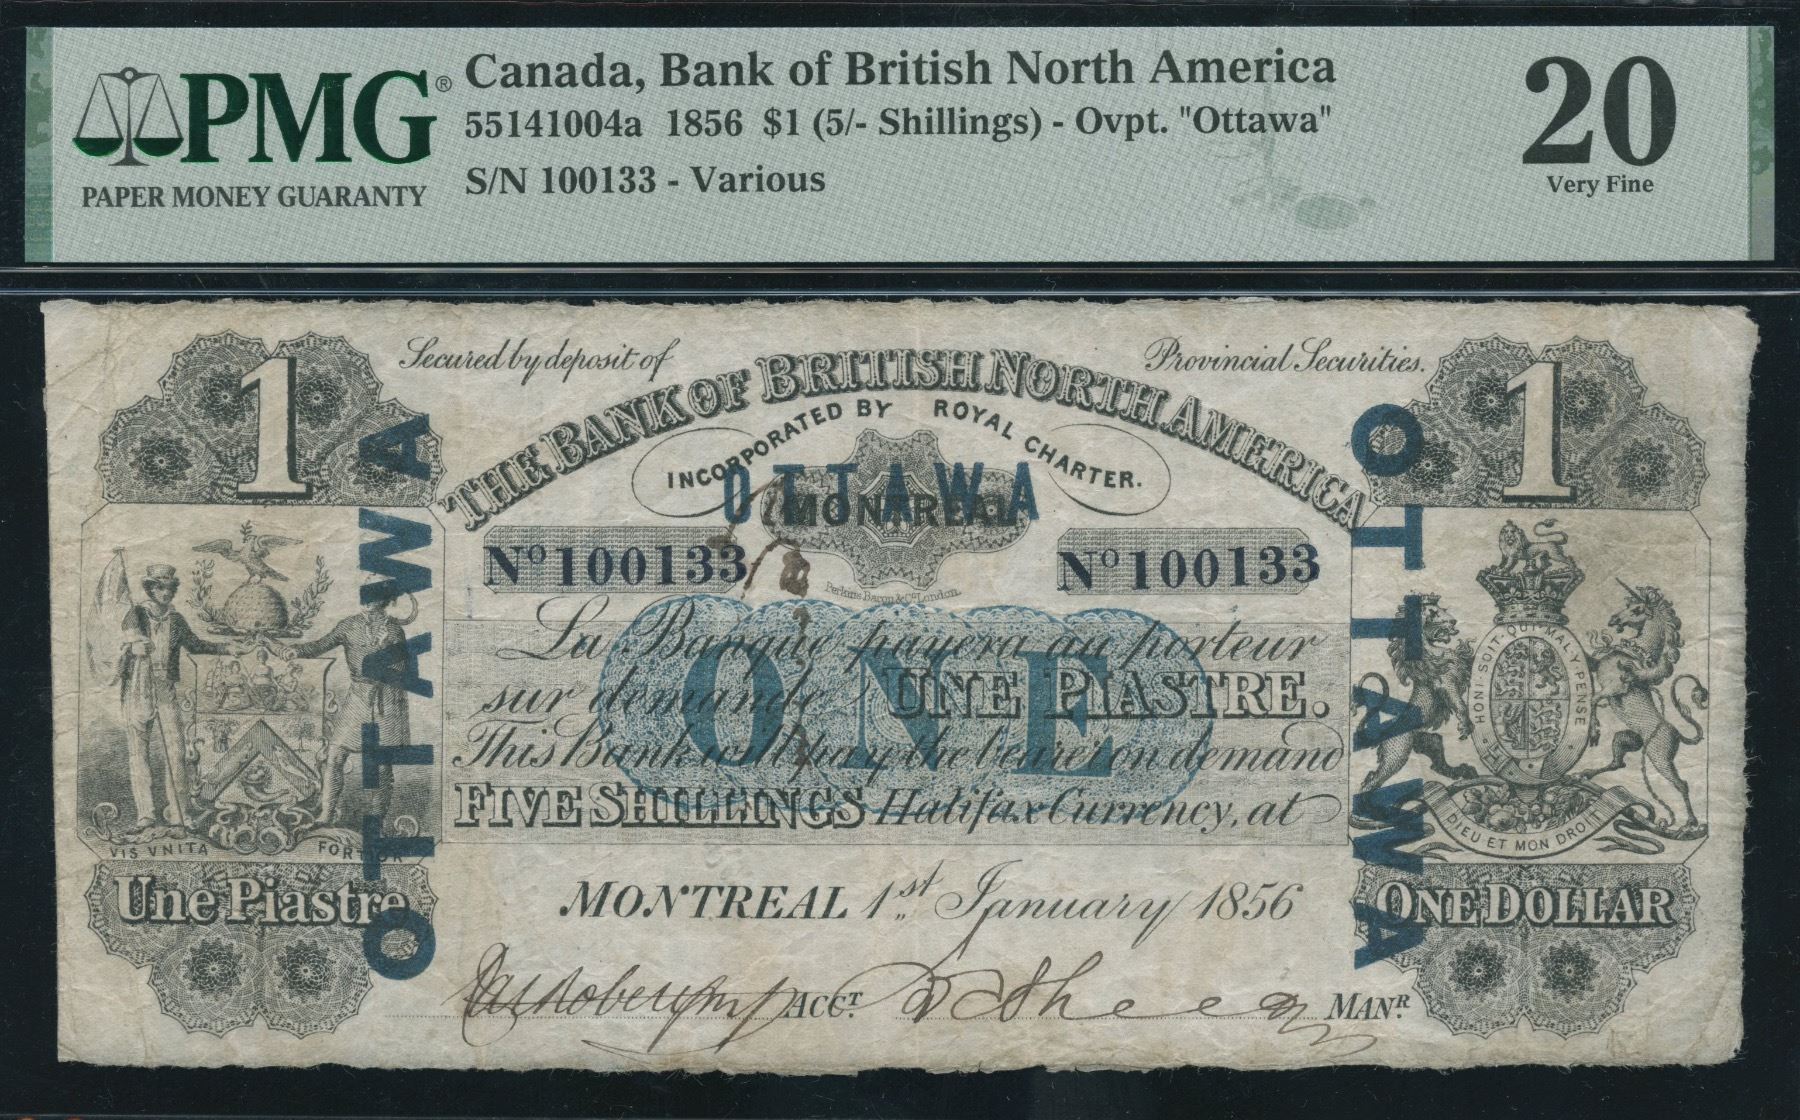 PMG®
PAPER MONEY GUARANTY
Canada, Bank of British North America
55141004a 1856 $1 (5/- Shillings) - Ovpt. "Ottawa"
S/N 100133 - Various
20
Very Fine
1
Secured by deposit of
Provincial Securities.
1
THE BANK OF BRITISH NORTH AMERICA
INCORPORATED BY ROYAL CHARTER.
OTTAWA
MONTREAL
OTTAWA
OTTAWA
Nº 100133
Nº 100133
Perkins Bacon & Co London.
La Banque payera au porteur
ONE
sur demande UNE PIASTRE.
This Bank will pay the bearer on demand
FIVE SHILLINGS Halifax Currency, at
VIS VNITA FORTIOR
HONI·SOIT·QUI·MAL·Y·PENSE
DIEU ET MON DROIT
Une Piastre
MONTREAL 1st January 1856
ONE DOLLAR
ACCT.
MANR.